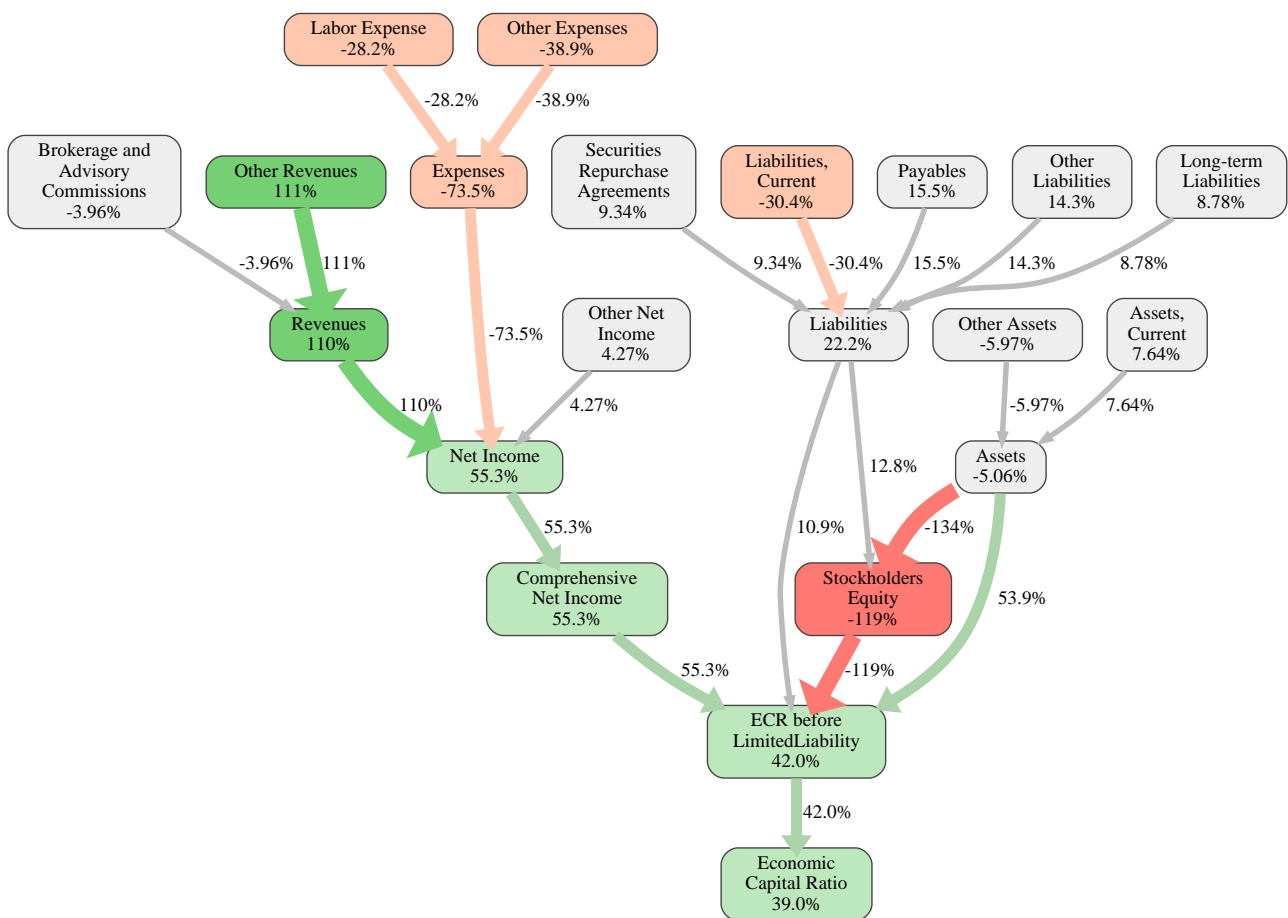 Labor Expense
-28.2%
Other Expenses
-38.9%
-28.2%
-38.9%
Brokerage and
Advisory
Commissions
-3.96%
Other Revenues
111%
Expenses
-73.5%
Securities
Repurchase
Agreements
9.34%
Liabilities,
Current
-30.4%
Payables
15.5%
Other
Liabilities
14.3%
Long-term
Liabilities
8.78%
-3.96%
111%
9.34%
-30.4%
15.5%
14.3%
8.78%
Revenues
110%
-73.5%
Other Net
Income
4.27%
Liabilities
22.2%
Other Assets
-5.97%
Assets,
Current
7.64%
110%
4.27%
-5.97%
7.64%
Net Income
55.3%
12.8%
Assets
-5.06%
55.3%
10.9%
-134%
Comprehensive
Net Income
55.3%
Stockholders
Equity
-119%
53.9%
55.3%
-119%
ECR before
LimitedLiability
42.0%
42.0%
Economic
Capital Ratio
39.0%